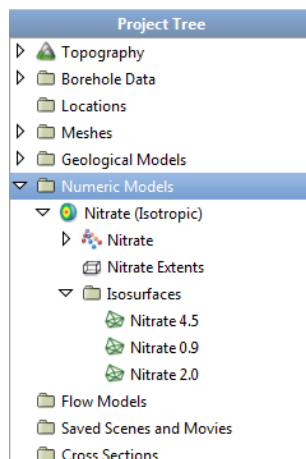 Project Tree
Topography
Borehole Data
Locations
Meshes
Geological Models
Numeric Models
Nitrate (Isotropic)
Nitrate
Nitrate Extents
Isosurfaces
Nitrate 4.5
Nitrate 0.9
Nitrate 2.0
Flow Models
Saved Scenes and Movies
Cross Sections